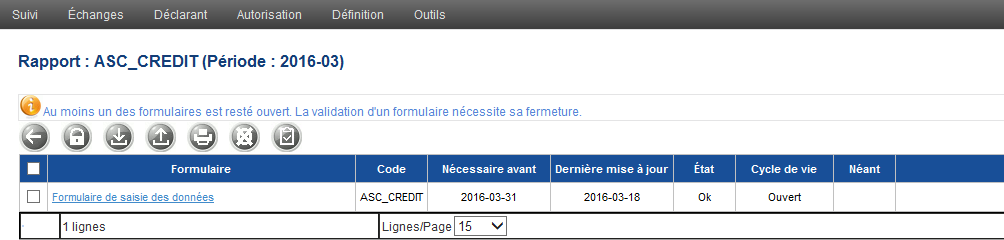 Suivi Échanges Déclarant Autorisation Définition Outils
Rapport : ASC_CREDIT (Période : 2016-03)
Au moins un des formulaires est resté ouvert. La validation d'un formulaire nécessite sa fermeture.
Formulaire Code Nécessaire avant Dernière mise à jour État Cycle de vie Néant
Formulaire de saisie des données ASC_CREDIT 2016-03-31 2016-03-18 Ok Ouvert
1 lignes Lignes/Page 15